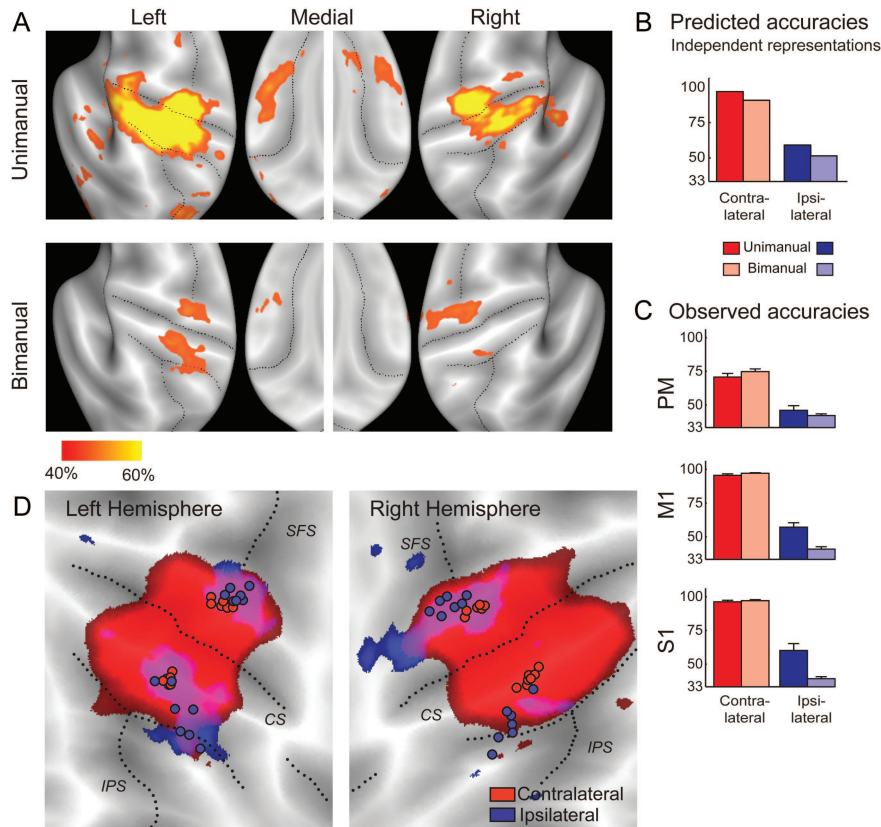 A
Left
Medial
Right
Unimanual
Bimanual
40%
60%
B
Predicted accuracies
Independent representations
100
75
50
33
Contra-
lateral
Ipsi-
lateral
Unimanual
Bimanual
C
Observed accuracies
PM
100
75
50
33
M1
100
75
50
33
S1
100
75
50
33
Contra-
lateral
Ipsi-
lateral
D
Left Hemisphere
SFS
CS
IPS
Right Hemisphere
SFS
CS
IPS
Contralateral
Ipsilateral